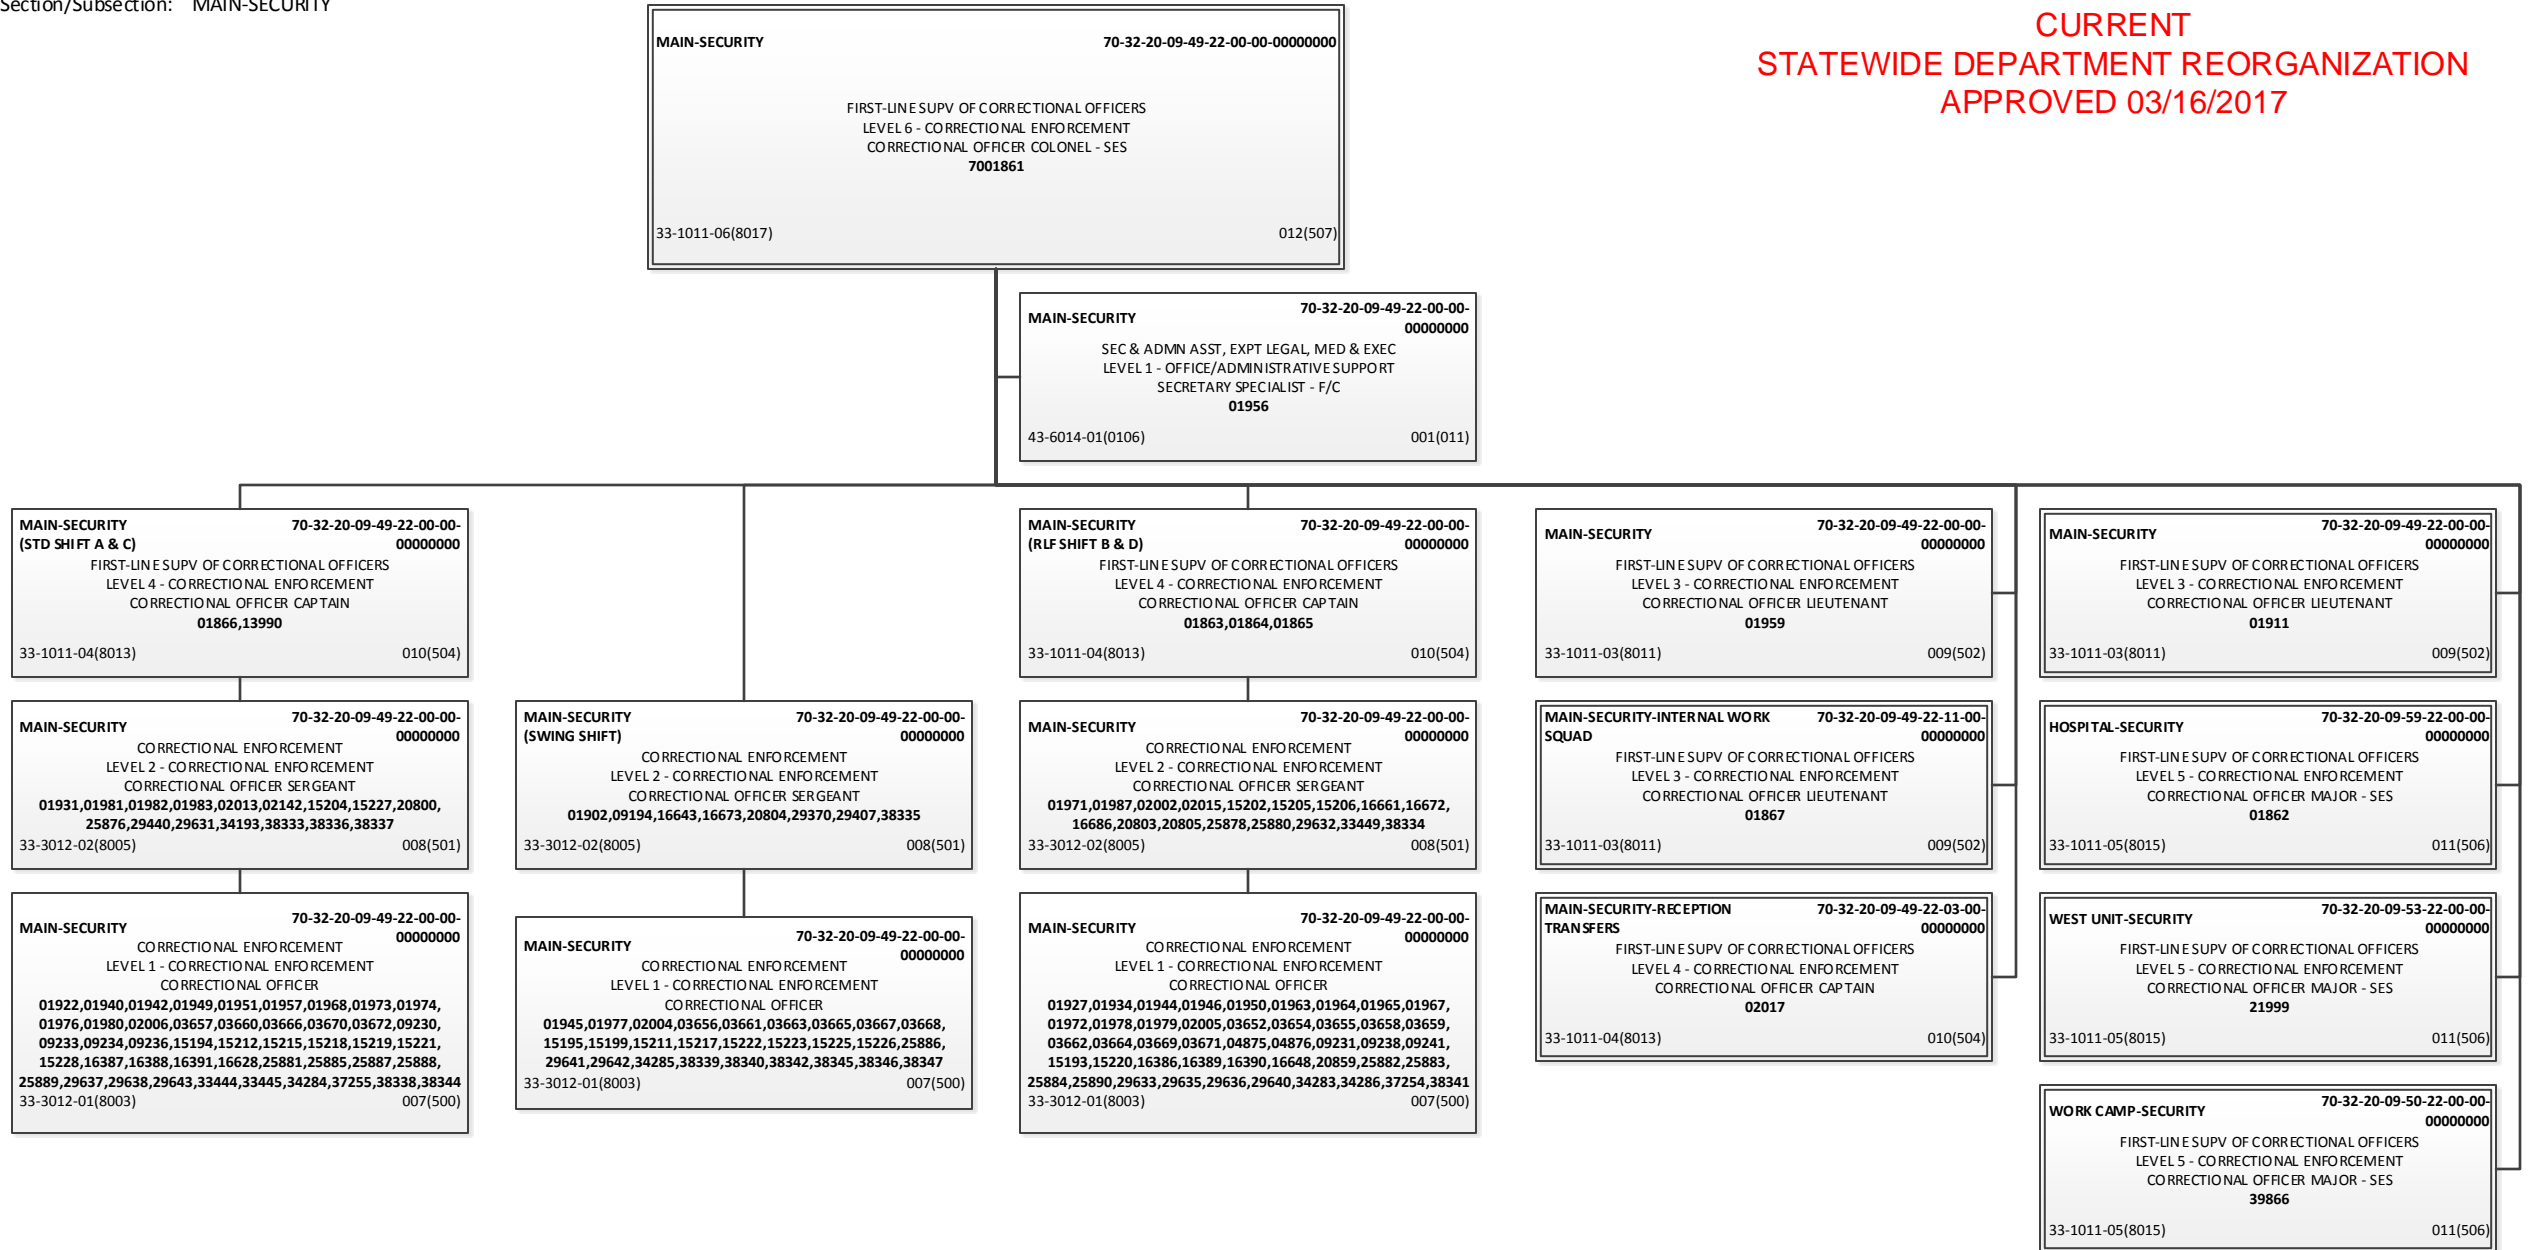 Section/Subsection: MAIN-SECURITY
CURRENT
STATEWIDE DEPARTMENT REORGANIZATION
APPROVED 03/16/2017
MAIN-SECURITY 70-32-20-09-49-22-00-00-00000000
FIRST-LINE SUPV OF CORRECTIONAL OFFICERS
LEVEL 6 - CORRECTIONAL ENFORCEMENT
CORRECTIONAL OFFICER COLONEL - SES
7001861
33-1011-06(8017) 012(507)
MAIN-SECURITY 70-32-20-09-49-22-00-00-
00000000
SEC & ADMN ASST, EXPT LEGAL, MED & EXEC
LEVEL 1 - OFFICE/ADMINISTRATIVE SUPPORT
SECRETARY SPECIALIST - F/C
01956
43-6014-01(0106) 001(011)
MAIN-SECURITY 70-32-20-09-49-22-00-00-
(STD SHIFT A & C) 00000000
FIRST-LINE SUPV OF CORRECTIONAL OFFICERS
LEVEL 4 - CORRECTIONAL ENFORCEMENT
CORRECTIONAL OFFICER CAPTAIN
01866,13990
33-1011-04(8013) 010(504)
MAIN-SECURITY 70-32-20-09-49-22-00-00-
00000000
CORRECTIONAL ENFORCEMENT
LEVEL 2 - CORRECTIONAL ENFORCEMENT
CORRECTIONAL OFFICER SERGEANT
01931,01981,01982,01983,02013,02142,15204,15227,20800,
25876,29440,29631,34193,38333,38336,38337
33-3012-02(8005) 008(501)
MAIN-SECURITY 70-32-20-09-49-22-00-00-
00000000
CORRECTIONAL ENFORCEMENT
LEVEL 1 - CORRECTIONAL ENFORCEMENT
CORRECTIONAL OFFICER
01922,01940,01942,01949,01951,01957,01968,01973,01974,
01976,01980,02006,03657,03660,03666,03670,03672,09230,
09233,09234,09236,15194,15212,15215,15218,15219,15221,
15228,16387,16388,16391,16628,25881,25885,25887,25888,
25889,29637,29638,29643,33444,33445,34284,37255,38338,38344
33-3012-01(8003) 007(500)
MAIN-SECURITY 70-32-20-09-49-22-00-00-
(SWING SHIFT) 00000000
CORRECTIONAL ENFORCEMENT
LEVEL 2 - CORRECTIONAL ENFORCEMENT
CORRECTIONAL OFFICER SERGEANT
01902,09194,16643,16673,20804,29370,29407,38335
33-3012-02(8005) 008(501)
MAIN-SECURITY 70-32-20-09-49-22-00-00-
00000000
CORRECTIONAL ENFORCEMENT
LEVEL 1 - CORRECTIONAL ENFORCEMENT
CORRECTIONAL OFFICER
01945,01977,02004,03656,03661,03663,03665,03667,03668,
15195,15199,15211,15217,15222,15223,15225,15226,25886,
29641,29642,34285,38339,38340,38342,38345,38346,38347
33-3012-01(8003) 007(500)
MAIN-SECURITY 70-32-20-09-49-22-00-00-
(RLF SHIFT B & D) 00000000
FIRST-LINE SUPV OF CORRECTIONAL OFFICERS
LEVEL 4 - CORRECTIONAL ENFORCEMENT
CORRECTIONAL OFFICER CAPTAIN
01863,01864,01865
33-1011-04(8013) 010(504)
MAIN-SECURITY 70-32-20-09-49-22-00-00-
00000000
CORRECTIONAL ENFORCEMENT
LEVEL 2 - CORRECTIONAL ENFORCEMENT
CORRECTIONAL OFFICER SERGEANT
01971,01987,02002,02015,15202,15205,15206,16661,16672,
16686,20803,20805,25878,25880,29632,33449,38334
33-3012-02(8005) 008(501)
MAIN-SECURITY 70-32-20-09-49-22-00-00-
00000000
CORRECTIONAL ENFORCEMENT
LEVEL 1 - CORRECTIONAL ENFORCEMENT
CORRECTIONAL OFFICER
01927,01934,01944,01946,01950,01963,01964,01965,01967,
01972,01978,01979,02005,03652,03654,03655,03658,03659,
03662,03664,03669,03671,04875,04876,09231,09238,09241,
15193,15220,16386,16389,16390,16648,20859,25882,25883,
25884,25890,29633,29635,29636,29640,34283,34286,37254,38341
33-3012-01(8003) 007(500)
MAIN-SECURITY 70-32-20-09-49-22-00-00-
00000000
FIRST-LINE SUPV OF CORRECTIONAL OFFICERS
LEVEL 3 - CORRECTIONAL ENFORCEMENT
CORRECTIONAL OFFICER LIEUTENANT
01959
33-1011-03(8011) 009(502)
MAIN-SECURITY-INTERNAL WORK 70-32-20-09-49-22-11-00-
SQUAD 00000000
FIRST-LINE SUPV OF CORRECTIONAL OFFICERS
LEVEL 3 - CORRECTIONAL ENFORCEMENT
CORRECTIONAL OFFICER LIEUTENANT
01867
33-1011-03(8011) 009(502)
MAIN-SECURITY-RECEPTION 70-32-20-09-49-22-03-00-
TRANSFERS 00000000
FIRST-LINE SUPV OF CORRECTIONAL OFFICERS
LEVEL 4 - CORRECTIONAL ENFORCEMENT
CORRECTIONAL OFFICER CAPTAIN
02017
33-1011-04(8013) 010(504)
MAIN-SECURITY 70-32-20-09-49-22-00-00-
00000000
FIRST-LINE SUPV OF CORRECTIONAL OFFICERS
LEVEL 3 - CORRECTIONAL ENFORCEMENT
CORRECTIONAL OFFICER LIEUTENANT
01911
33-1011-03(8011) 009(502)
HOSPITAL-SECURITY 70-32-20-09-59-22-00-00-
00000000
FIRST-LINE SUPV OF CORRECTIONAL OFFICERS
LEVEL 5 - CORRECTIONAL ENFORCEMENT
CORRECTIONAL OFFICER MAJOR - SES
01862
33-1011-05(8015) 011(506)
WEST UNIT-SECURITY 70-32-20-09-53-22-00-00-
00000000
FIRST-LINE SUPV OF CORRECTIONAL OFFICERS
LEVEL 5 - CORRECTIONAL ENFORCEMENT
CORRECTIONAL OFFICER MAJOR - SES
21999
33-1011-05(8015) 011(506)
WORK CAMP-SECURITY 70-32-20-09-50-22-00-00-
00000000
FIRST-LINE SUPV OF CORRECTIONAL OFFICERS
LEVEL 5 - CORRECTIONAL ENFORCEMENT
CORRECTIONAL OFFICER MAJOR - SES
39866
33-1011-05(8015) 011(506)